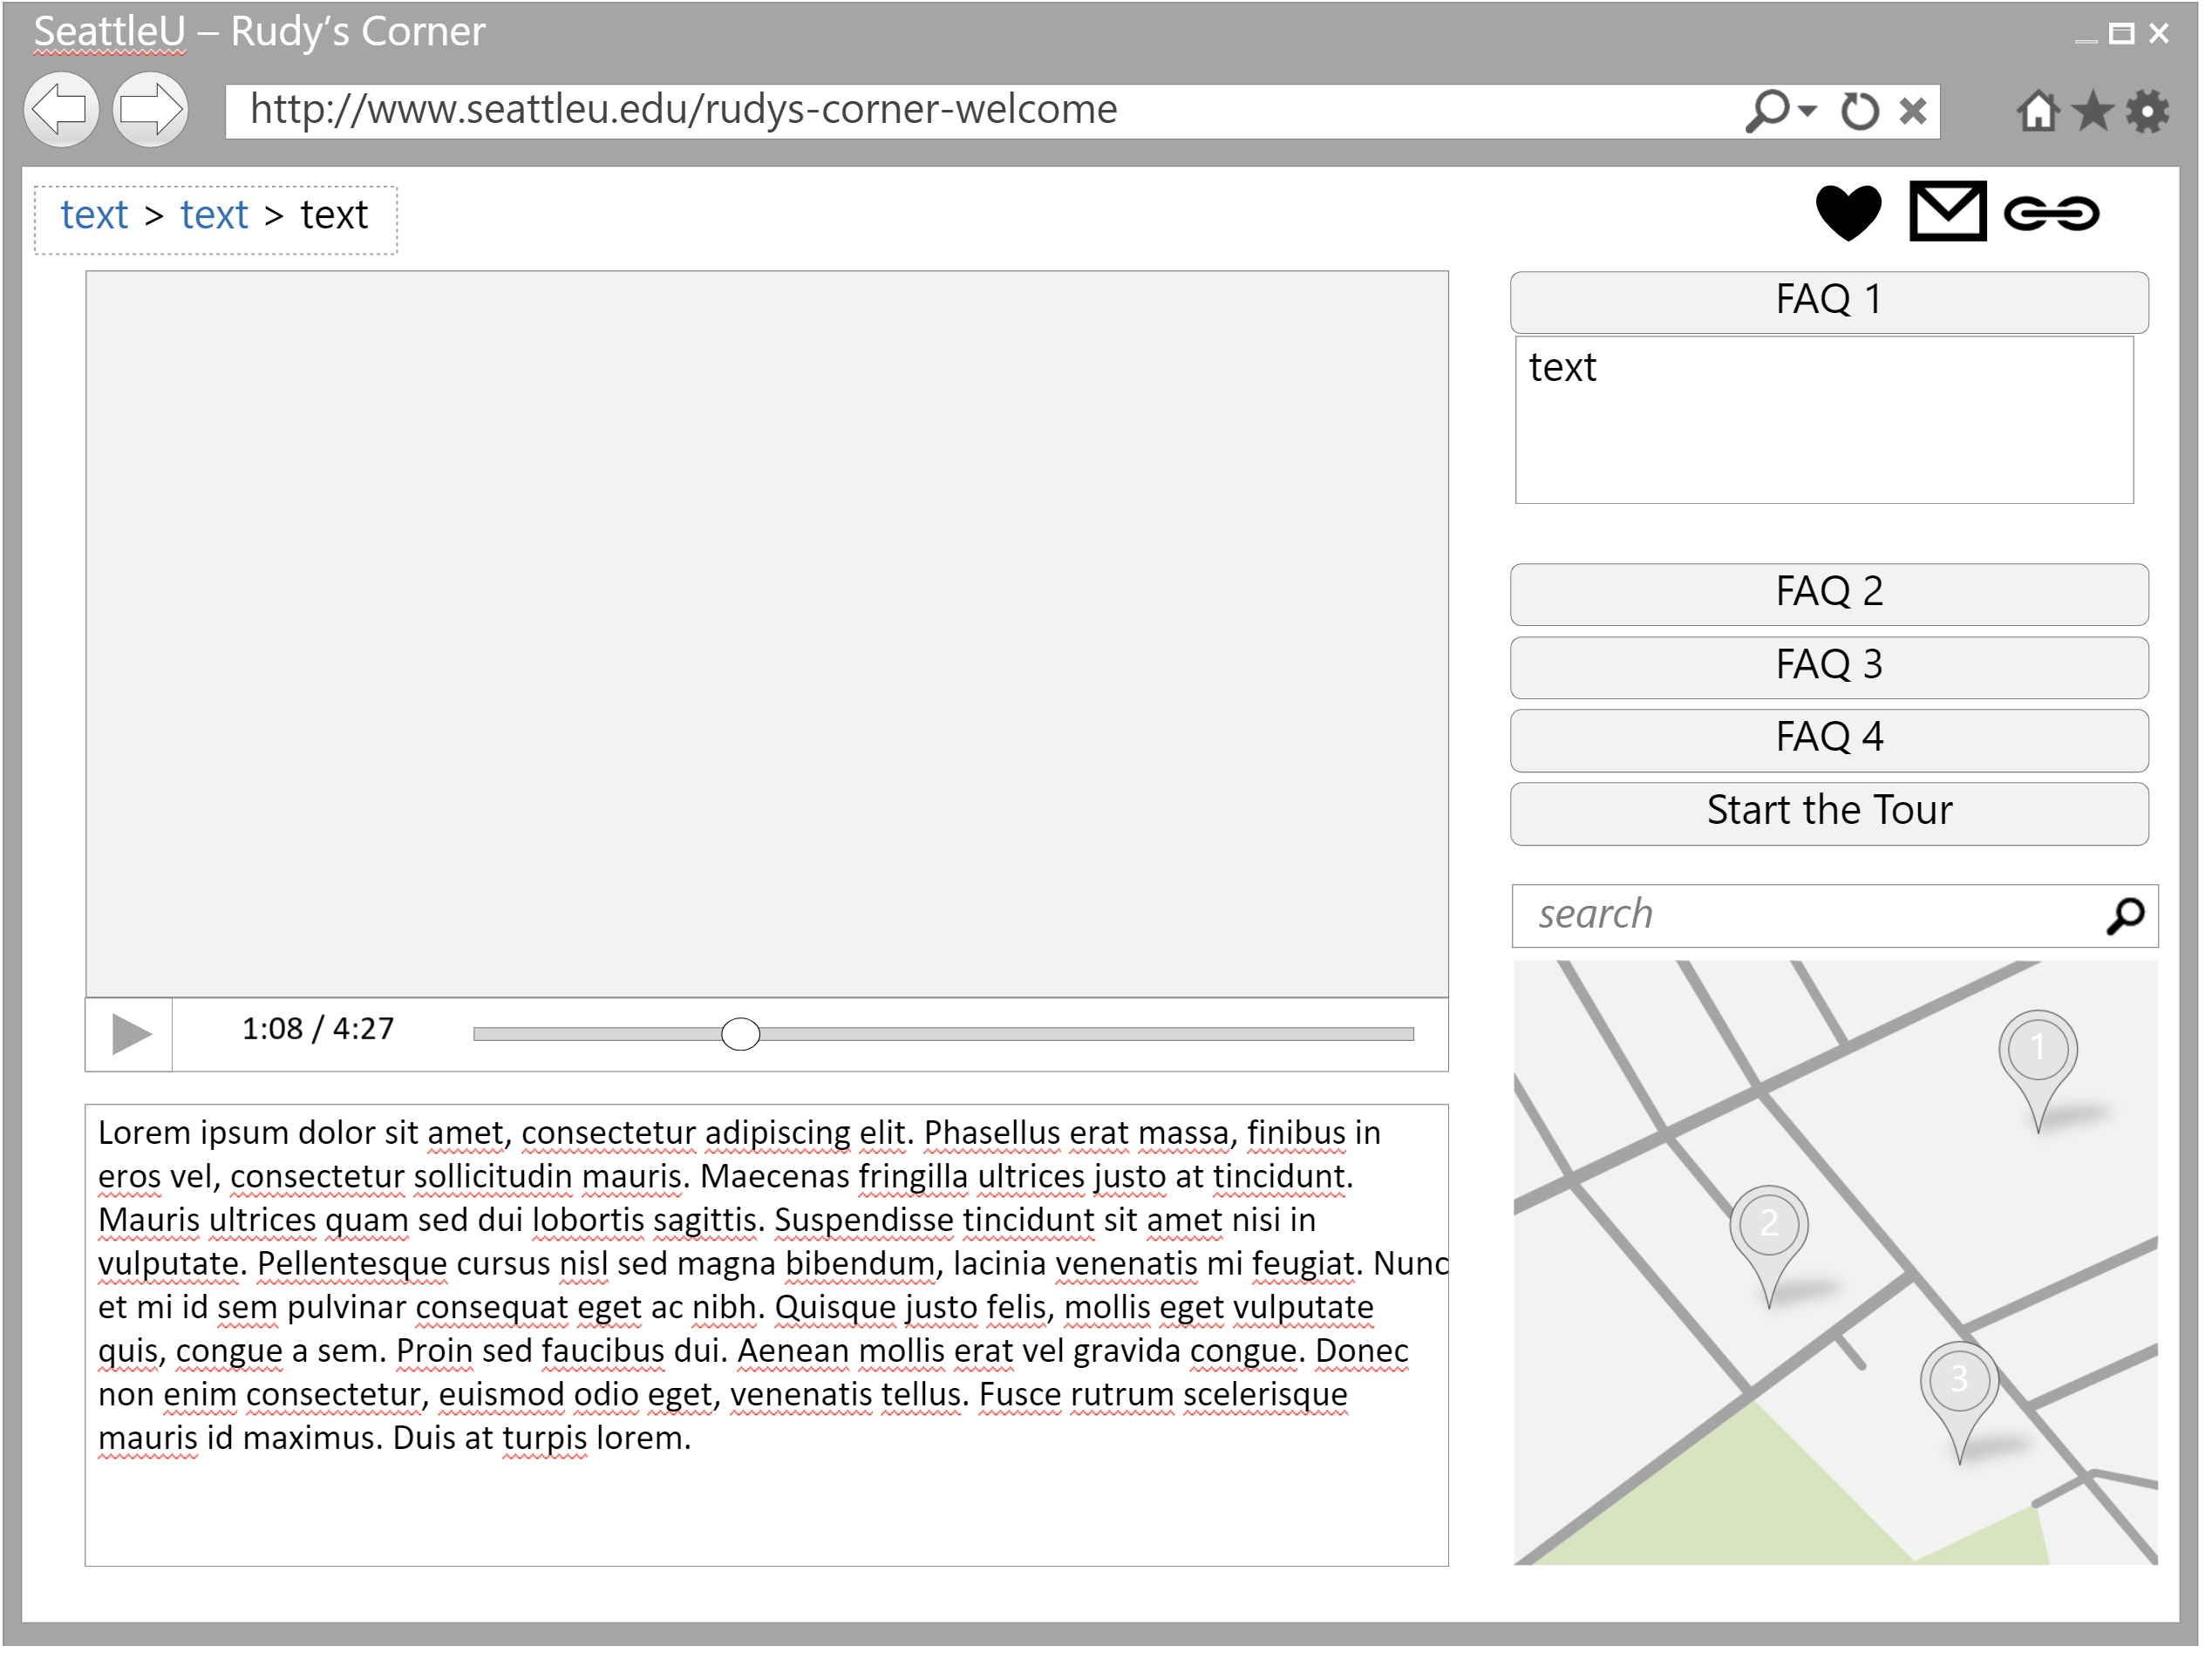 SeattleU – Rudy's Corner
http://www.seattleu.edu/rudys-corner-welcome
text > text > text
FAQ 1
text
FAQ 2
FAQ 3
FAQ 4
Start the Tour
search
1:08 / 4:27
Lorem ipsum dolor sit amet, consectetur adipiscing elit. Phasellus erat massa, finibus in
eros vel, consectetur sollicitudin mauris. Maecenas fringilla ultrices justo at tincidunt.
Mauris ultrices quam sed dui lobortis sagittis. Suspendisse tincidunt sit amet nisi in
vulputate. Pellentesque cursus nisl sed magna bibendum, lacinia venenatis mi feugiat. Nunc
et mi id sem pulvinar consequat eget ac nibh. Quisque justo felis, mollis eget vulputate
quis, congue a sem. Proin sed faucibus dui. Aenean mollis erat vel gravida congue. Donec
non enim consectetur, euismod odio eget, venenatis tellus. Fusce rutrum scelerisque
mauris id maximus. Duis at turpis lorem.
1
2
3